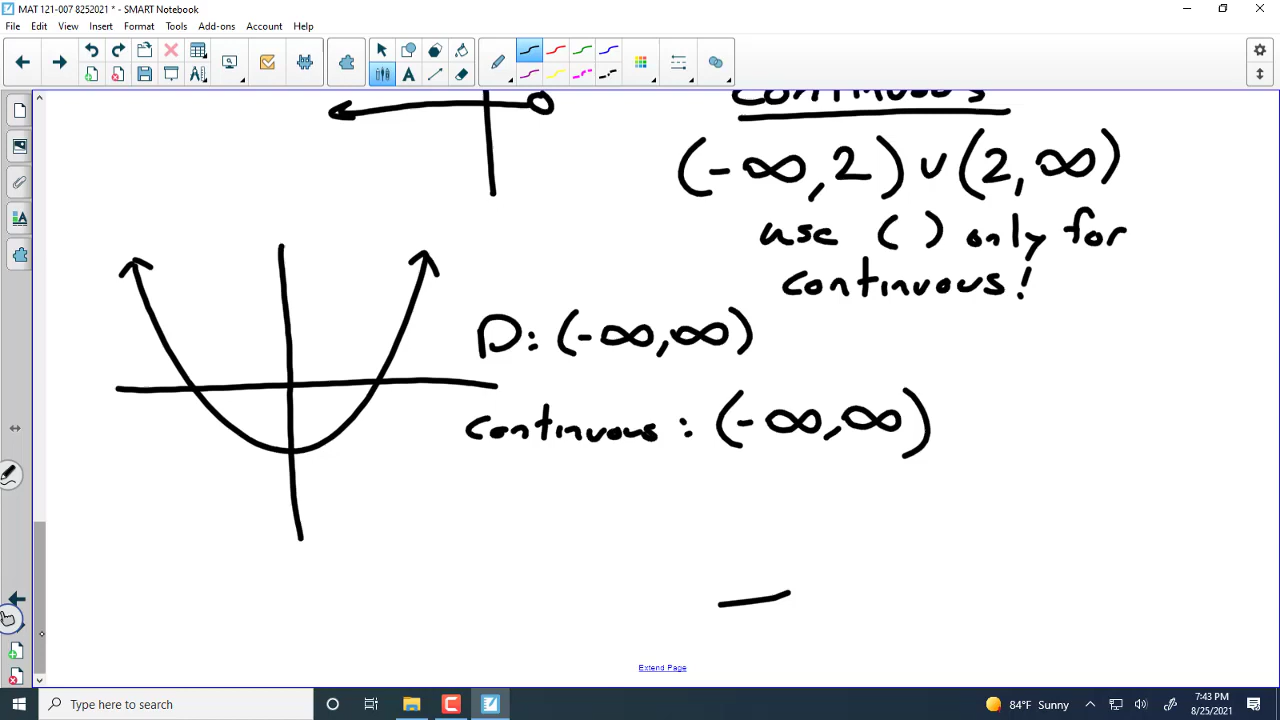 MAT 121-007 8252021 * - SMART Notebook
File Edit View Insert Format Tools Add-ons Account Help
continuous
(-∞,2) ∪ (2,∞)
use ( ) only for
continuous!
D: (-∞,∞)
continuous : (-∞,∞)
Extend Page
Type here to search
84°F Sunny
7:43 PM
8/25/2021